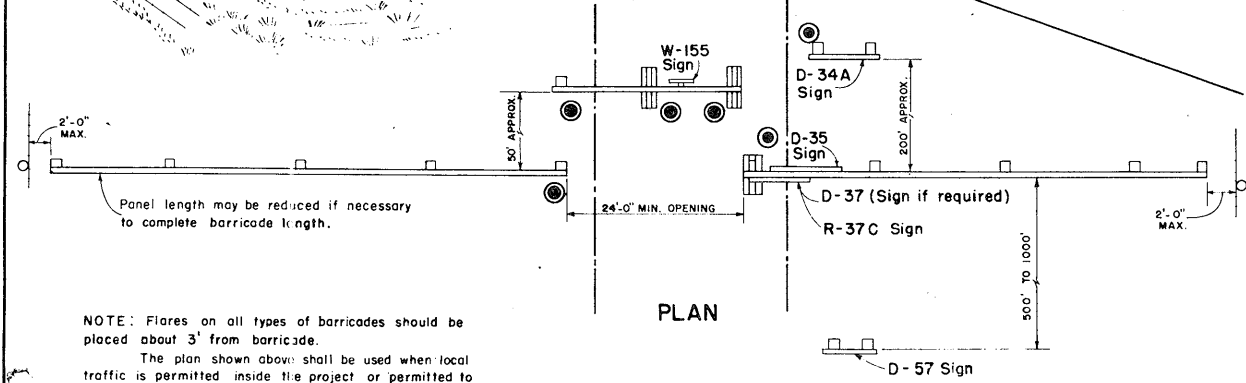 W-155
Sign
D-34A
Sign
2'-0"
MAX.
50' APPROX.
200' APPROX.
D-35
Sign
Panel length may be reduced if necessary
to complete barricade length.
24'-0" MIN. OPENING
D-37 (Sign if required)
R-37C Sign
2'-0"
MAX.
500' TO 1000'
PLAN
NOTE: Flares on all types of barricades should be
placed about 3' from barricade.
The plan shown above shall be used when local
traffic is permitted inside the project or permitted to
D-57 Sign